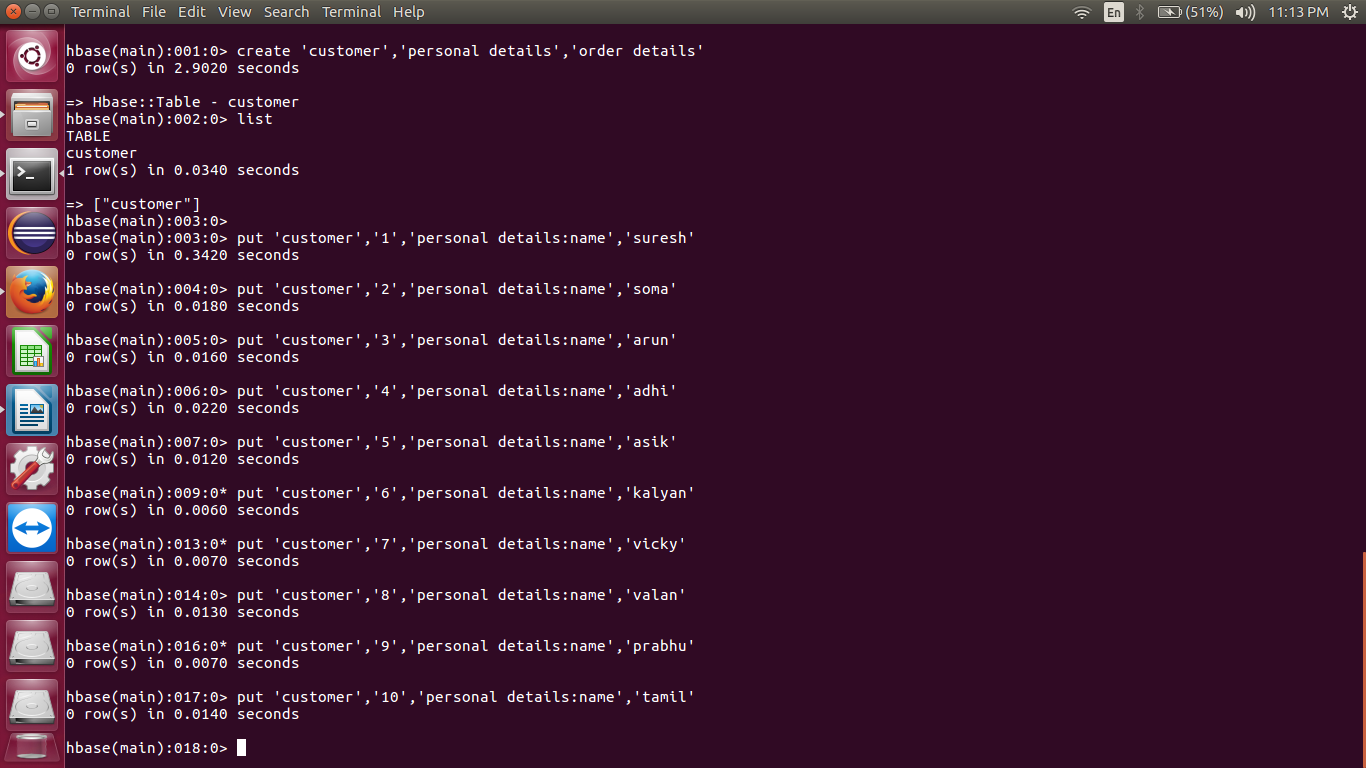 Terminal File Edit View Search Terminal Help En (51%) 11:13 PM
hbase(main):001:0> create 'customer','personal details','order details'
0 row(s) in 2.9020 seconds
=> Hbase::Table - customer
hbase(main):002:0> list
TABLE
customer
1 row(s) in 0.0340 seconds
=> ["customer"]
hbase(main):003:0>
hbase(main):003:0> put 'customer','1','personal details:name','suresh'
0 row(s) in 0.3420 seconds
hbase(main):004:0> put 'customer','2','personal details:name','soma'
0 row(s) in 0.0180 seconds
hbase(main):005:0> put 'customer','3','personal details:name','arun'
0 row(s) in 0.0160 seconds
hbase(main):006:0> put 'customer','4','personal details:name','adhi'
0 row(s) in 0.0220 seconds
hbase(main):007:0> put 'customer','5','personal details:name','asik'
0 row(s) in 0.0120 seconds
hbase(main):009:0* put 'customer','6','personal details:name','kalyan'
0 row(s) in 0.0060 seconds
hbase(main):013:0* put 'customer','7','personal details:name','vicky'
0 row(s) in 0.0070 seconds
hbase(main):014:0> put 'customer','8','personal details:name','valan'
0 row(s) in 0.0130 seconds
hbase(main):016:0* put 'customer','9','personal details:name','prabhu'
0 row(s) in 0.0070 seconds
hbase(main):017:0> put 'customer','10','personal details:name','tamil'
0 row(s) in 0.0140 seconds
hbase(main):018:0>